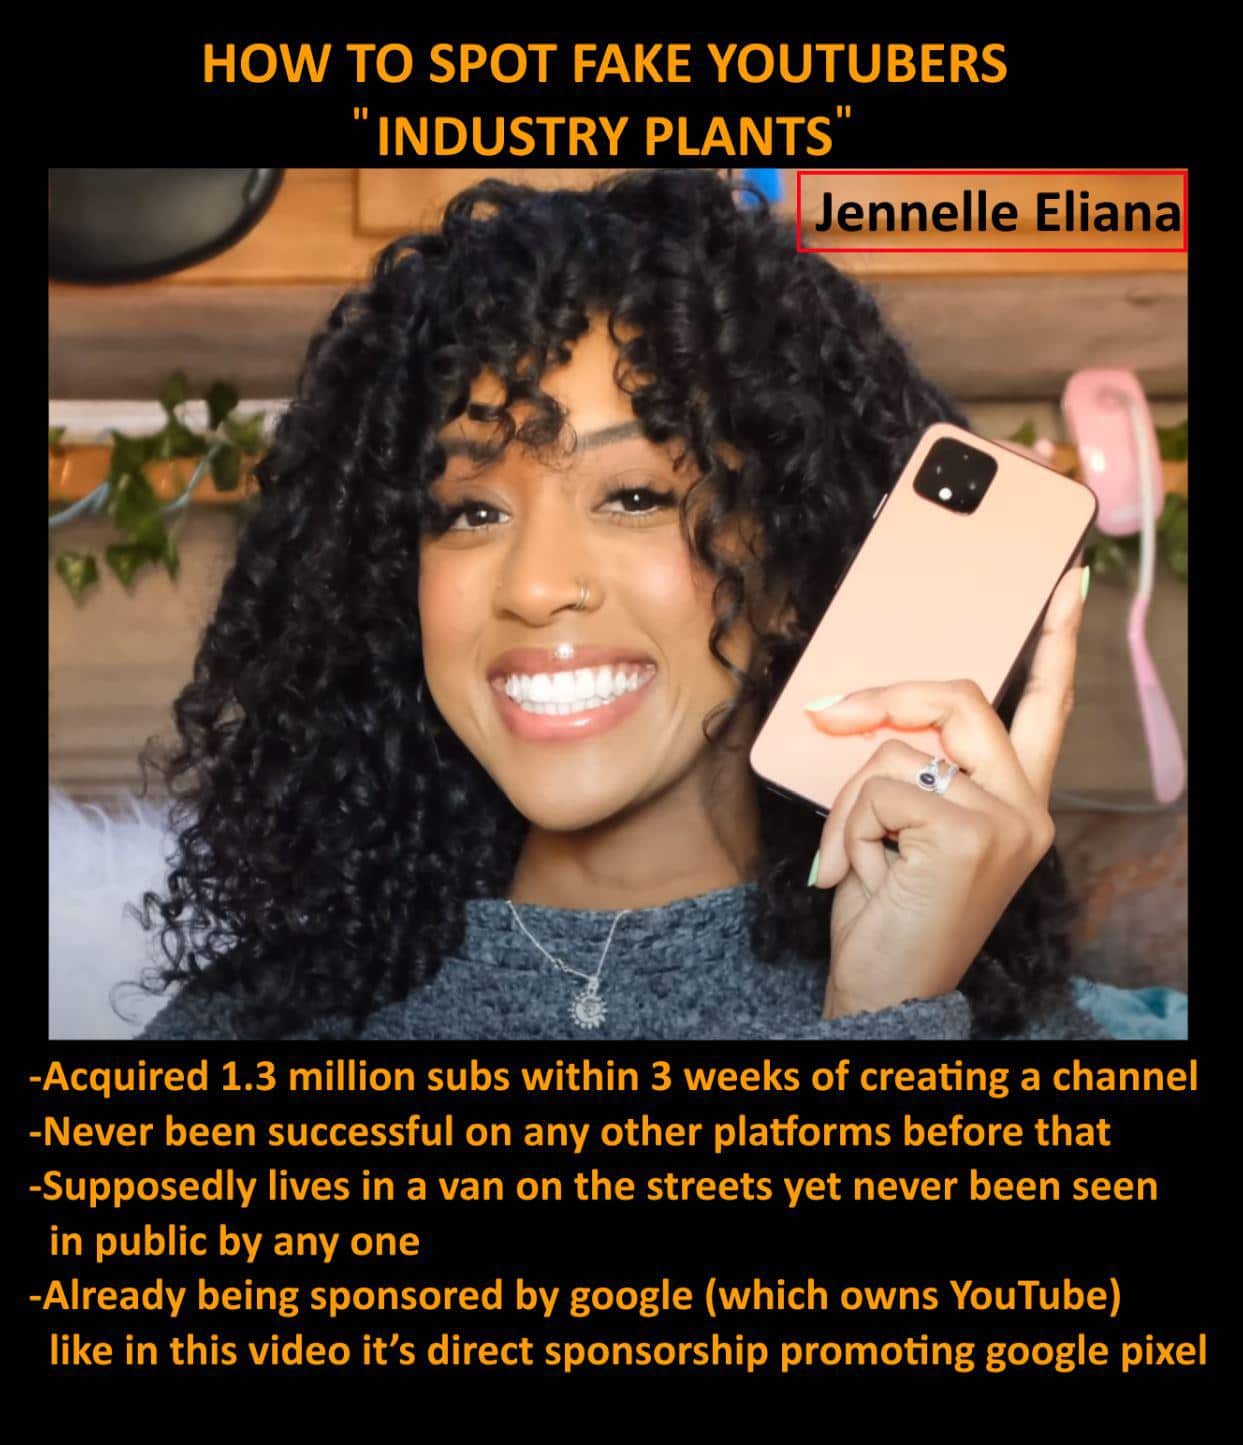 HOW TO SPOT FAKE YOUTUBERS
"INDUSTRY PLANTS"
Jennelle Eliana
-Acquired 1.3 million subs within 3 weeks of creating a channel
-Never been successful on any other platforms before that
-Supposedly lives in a van on the streets yet never been seen
in public by any one
-Already being sponsored by google (which owns YouTube)
like in this video it’s direct sponsorship promoting google pixel